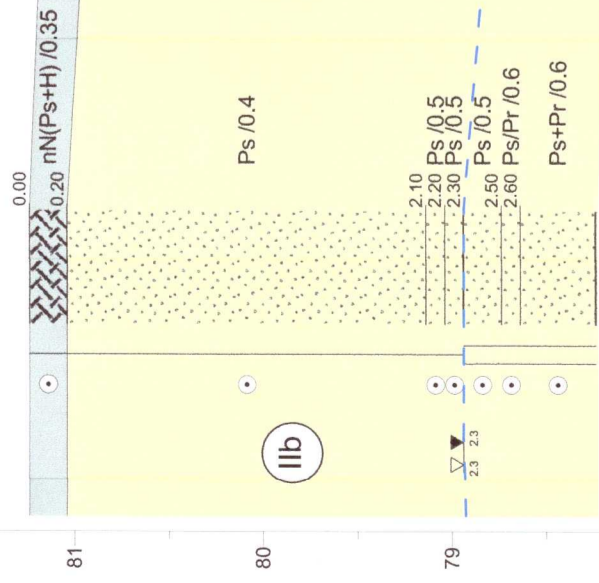 0.00
0.20
nN(Ps+H) /0.35
Ps /0.4
2.10
2.20
Ps /0.5
2.30
Ps /0.5
Ps /0.5
2.50
Ps/Pr /0.6
2.60
Ps+Pr /0.6
IIb
2.3
2.3
81
80
79